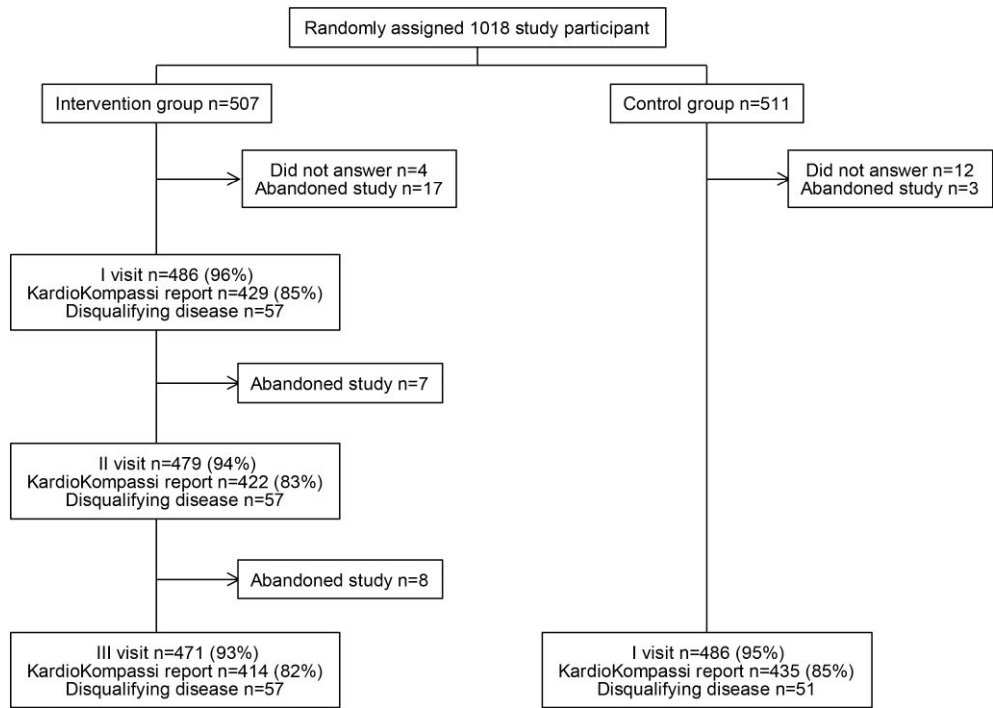 Randomly assigned 1018 study participant
Intervention group n=507
Control group n=511
Did not answer n=4
Abandoned study n=17
Did not answer n=12
Abandoned study n=3
I visit n=486 (96%)
KardioKompassi report n=429 (85%)
Disqualifying disease n=57
Abandoned study n=7
II visit n=479 (94%)
KardioKompassi report n=422 (83%)
Disqualifying disease n=57
Abandoned study n=8
III visit n=471 (93%)
KardioKompassi report n=414 (82%)
Disqualifying disease n=57
I visit n=486 (95%)
KardioKompassi report n=435 (85%)
Disqualifying disease n=51